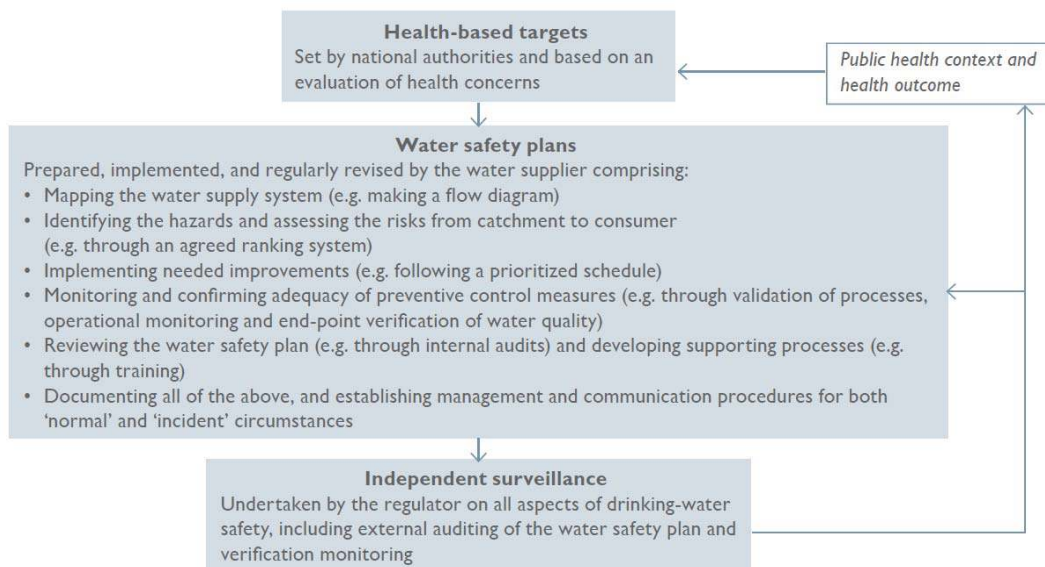 Health-based targets
Set by national authorities and based on an
evaluation of health concerns
Public health context and
health outcome
Water safety plans
Prepared, implemented, and regularly revised by the water supplier comprising:
• Mapping the water supply system (e.g. making a flow diagram)
• Identifying the hazards and assessing the risks from catchment to consumer
(e.g. through an agreed ranking system)
• Implementing needed improvements (e.g. following a prioritized schedule)
• Monitoring and confirming adequacy of preventive control measures (e.g. through validation of processes,
operational monitoring and end-point verification of water quality)
• Reviewing the water safety plan (e.g. through internal audits) and developing supporting processes (e.g.
through training)
• Documenting all of the above, and establishing management and communication procedures for both
‘normal’ and ‘incident’ circumstances
Independent surveillance
Undertaken by the regulator on all aspects of drinking-water
safety, including external auditing of the water safety plan and
verification monitoring